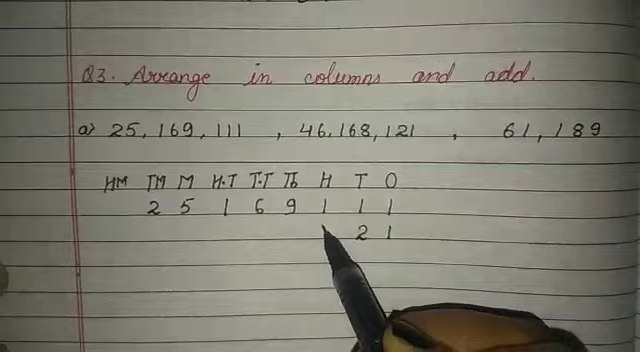 Q3. Arrange in columns and add.
a) 25,169,111 , 46,168,121 , 61,189
HM TM M H.T T.T Th H T O
2 5 1 6 9 1 1 1
2 1